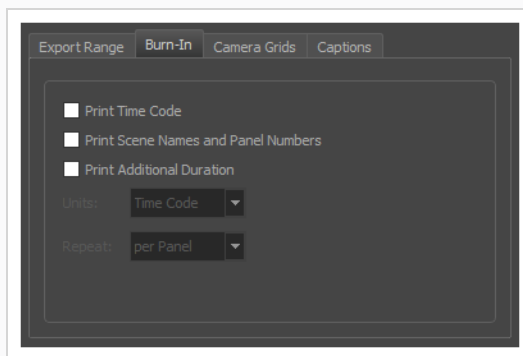 Export Range Burn-In Camera Grids Captions
Print Time Code
Print Scene Names and Panel Numbers
Print Additional Duration
Units: Time Code
Repeat: per Panel